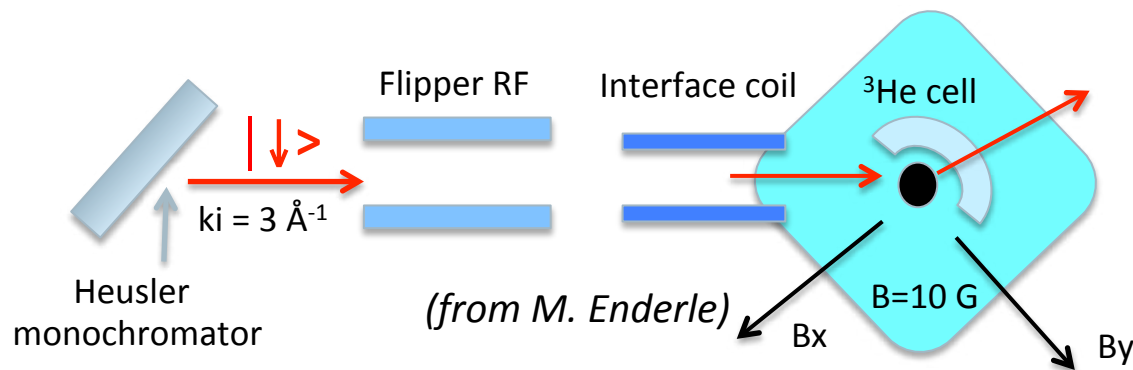 Flipper RF
Interface coil
³He cell
|↓>
ki = 3 Å⁻¹
Heusler
monochromator
(from M. Enderle)
B=10 G
Bx
By